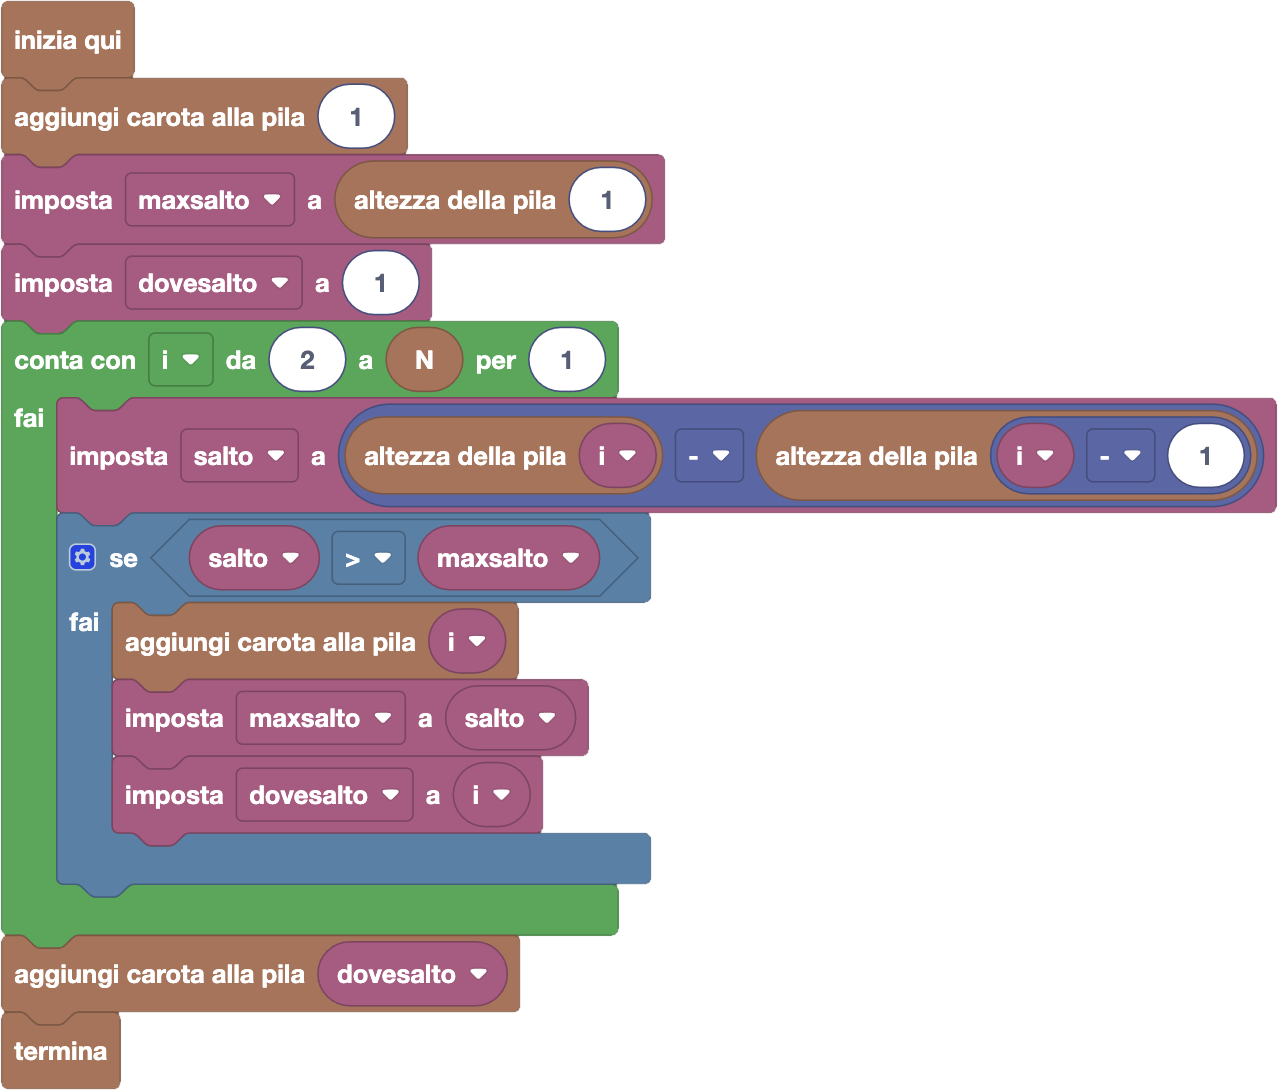 inizia qui
aggiungi carota alla pila 1
imposta maxsalto a altezza della pila 1
imposta dovesalto a 1
conta con i da 2 a N per 1
fai
imposta salto a altezza della pila i - altezza della pila i - 1
se salto > maxsalto
fai
aggiungi carota alla pila i
imposta maxsalto a salto
imposta dovesalto a i
aggiungi carota alla pila dovesalto
termina